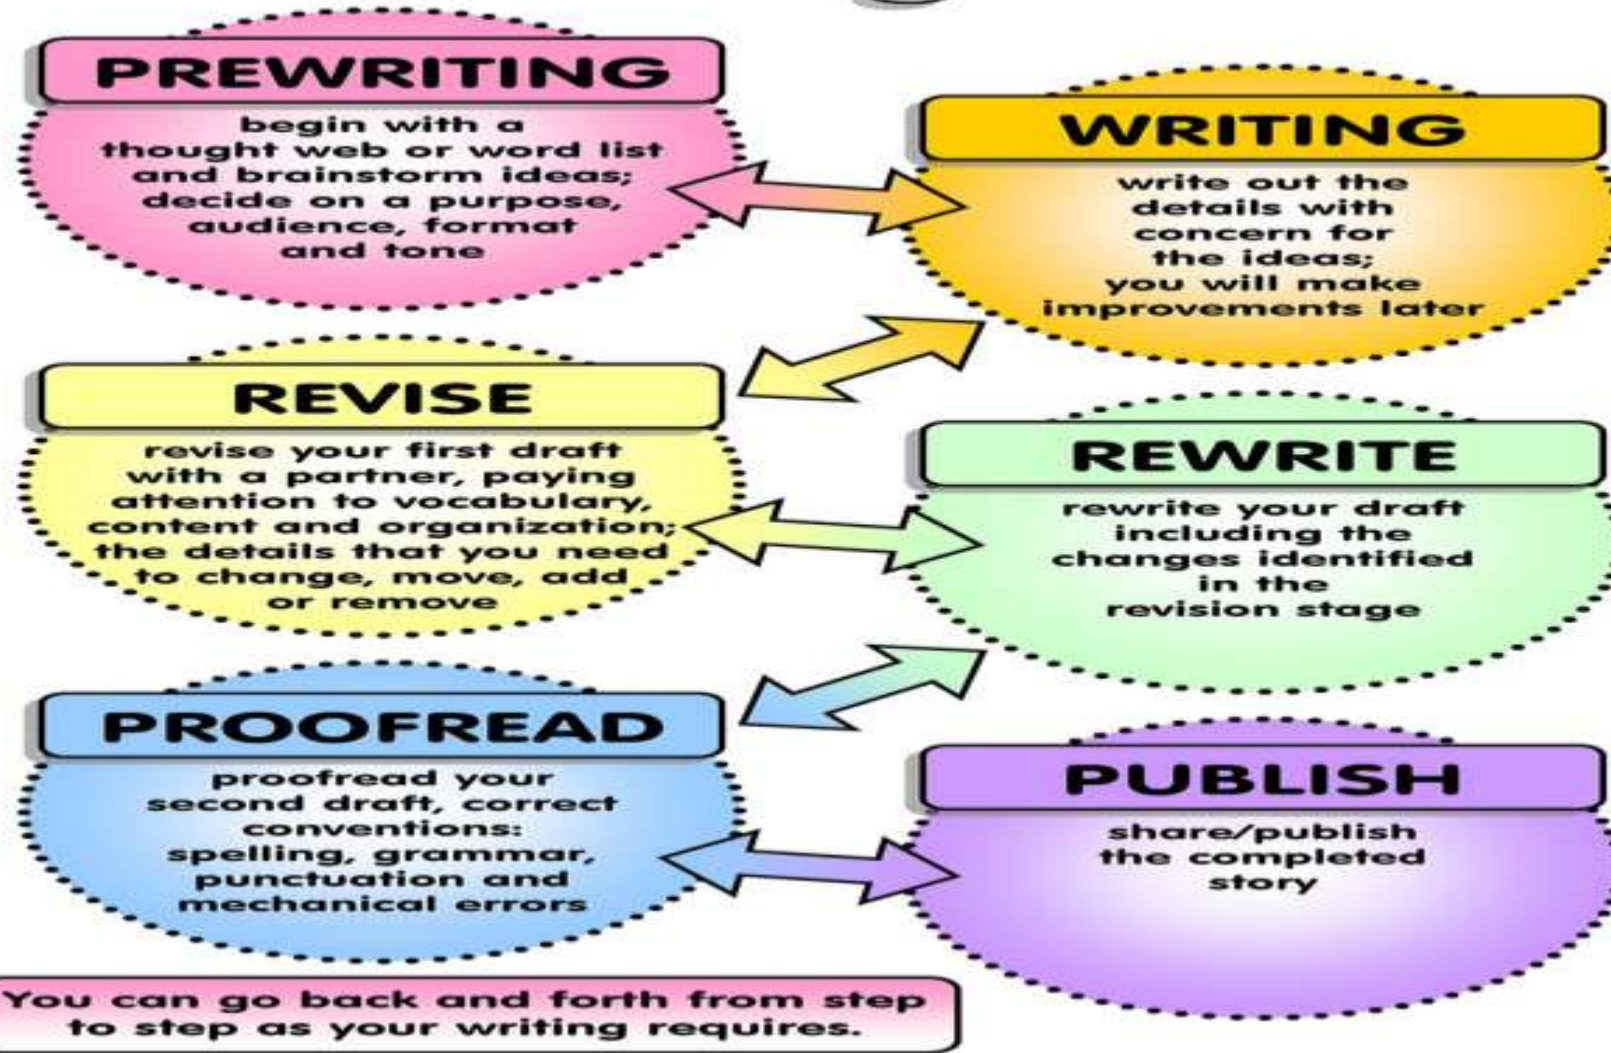 PREWRITING
begin with a
thought web or word list
and brainstorm ideas;
decide on a purpose,
audience, format
and tone
WRITING
write out the
details with
concern for
the ideas;
you will make
improvements later
REVISE
revise your first draft
with a partner, paying
attention to vocabulary,
content and organization;
the details that you need
to change, move, add
or remove
REWRITE
rewrite your draft
including the
changes identified
in the
revision stage
PROOFREAD
proofread your
second draft, correct
conventions:
spelling, grammar,
punctuation and
mechanical errors
PUBLISH
share/publish
the completed
story
You can go back and forth from step
to step as your writing requires.